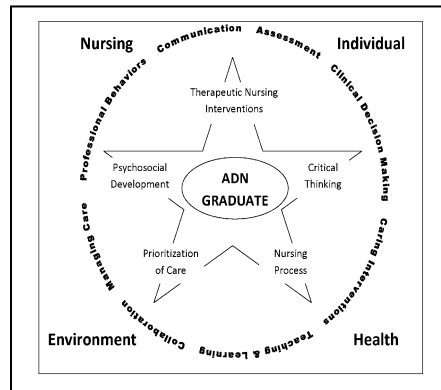 Nursing
Individual
Communication
Assessment
Clinical Decision Making
Caring Interventions
Teaching & Learning
Collaboration
Managing Care
Professional Behaviors
Therapeutic Nursing
Interventions
Psychosocial
Development
Critical
Thinking
ADN
GRADUATE
Prioritization
of Care
Nursing
Process
Environment
Health